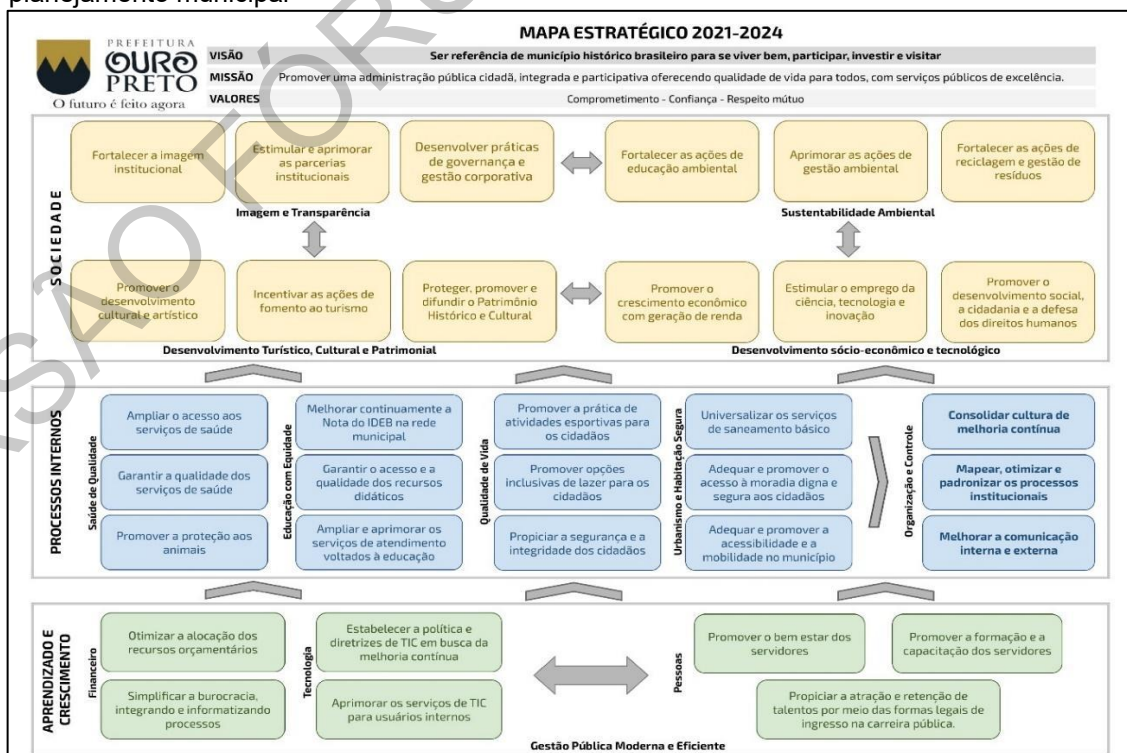 planejamento municipal
MAPA ESTRATÉGICO 2021-2024
PREFEITURA
OURO
PRETO
O futuro é feito agora
VISÃO Ser referência de município histórico brasileiro para se viver bem, participar, investir e visitar
MISSÃO Promover uma administração pública cidadã, integrada e participativa oferecendo qualidade de vida para todos, com serviços públicos de excelência.
VALORES Comprometimento - Confiança - Respeito mútuo
SOCIEDADE
Fortalecer a imagem
institucional
Estimular e aprimorar
as parcerias
institucionais
Desenvolver práticas
de governança e
gestão corporativa
Fortalecer as ações de
educação ambiental
Aprimorar as ações de
gestão ambiental
Fortalecer as ações de
reciclagem e gestão de
resíduos
Imagem e Transparência
Sustentabilidade Ambiental
Promover o
desenvolvimento
cultural e artístico
Incentivar as ações de
fomento ao turismo
Proteger, promover e
difundir o Patrimônio
Histórico e Cultural
Promover o
crescimento econômico
com geração de renda
Estimular o emprego da
ciência, tecnologia e
inovação
Promover o
desenvolvimento social,
a cidadania e a defesa
dos direitos humanos
Desenvolvimento Turístico, Cultural e Patrimonial
Desenvolvimento sócio-econômico e tecnológico
PROCESSOS INTERNOS
Saúde de Qualidade
Ampliar o acesso aos
serviços de saúde
Garantir a qualidade dos
serviços de saúde
Promover a proteção aos
animais
Educação com Equidade
Melhorar continuamente a
Nota do IDEB na rede
municipal
Garantir o acesso e a
qualidade dos recursos
didáticos
Ampliar e aprimorar os
serviços de atendimento
voltados à educação
Qualidade de Vida
Promover a prática de
atividades esportivas para
os cidadãos
Promover opções
inclusivas de lazer para os
cidadãos
Propiciar a segurança e a
integridade dos cidadãos
Urbanismo e Habitação Segura
Universalizar os serviços
de saneamento básico
Adequar e promover o
acesso à moradia digna e
segura aos cidadãos
Adequar e promover a
acessibilidade e a
mobilidade no município
Organização e Controle
Consolidar cultura de
melhoria contínua
Mapear, otimizar e
padronizar os processos
institucionais
Melhorar a comunicação
interna e externa
APRENDIZADO E
CRESCIMENTO
Financeiro
Otimizar a alocação dos
recursos orçamentários
Simplificar a burocracia,
integrando e informatizando
processos
Tecnologia
Estabelecer a política e
diretrizes de TIC em busca da
melhoria contínua
Aprimorar os serviços de TIC
para usuários internos
Pessoas
Promover o bem estar dos
servidores
Promover a formação e a
capacitação dos servidores
Propiciar a atração e retenção de
talentos por meio das formas legais de
ingresso na carreira pública.
Gestão Pública Moderna e Eficiente